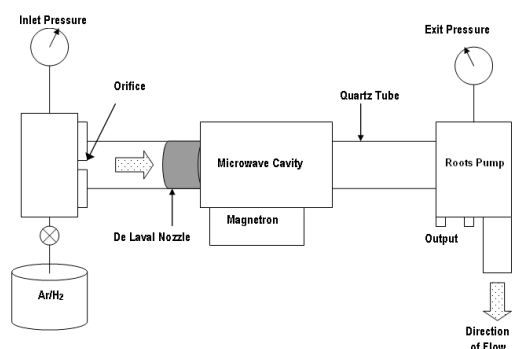 Inlet Pressure
Exit Pressure
Orifice
Quartz Tube
Microwave Cavity
Roots Pump
Magnetron
De Laval Nozzle
Output
Ar/H₂
Direction
of Flow